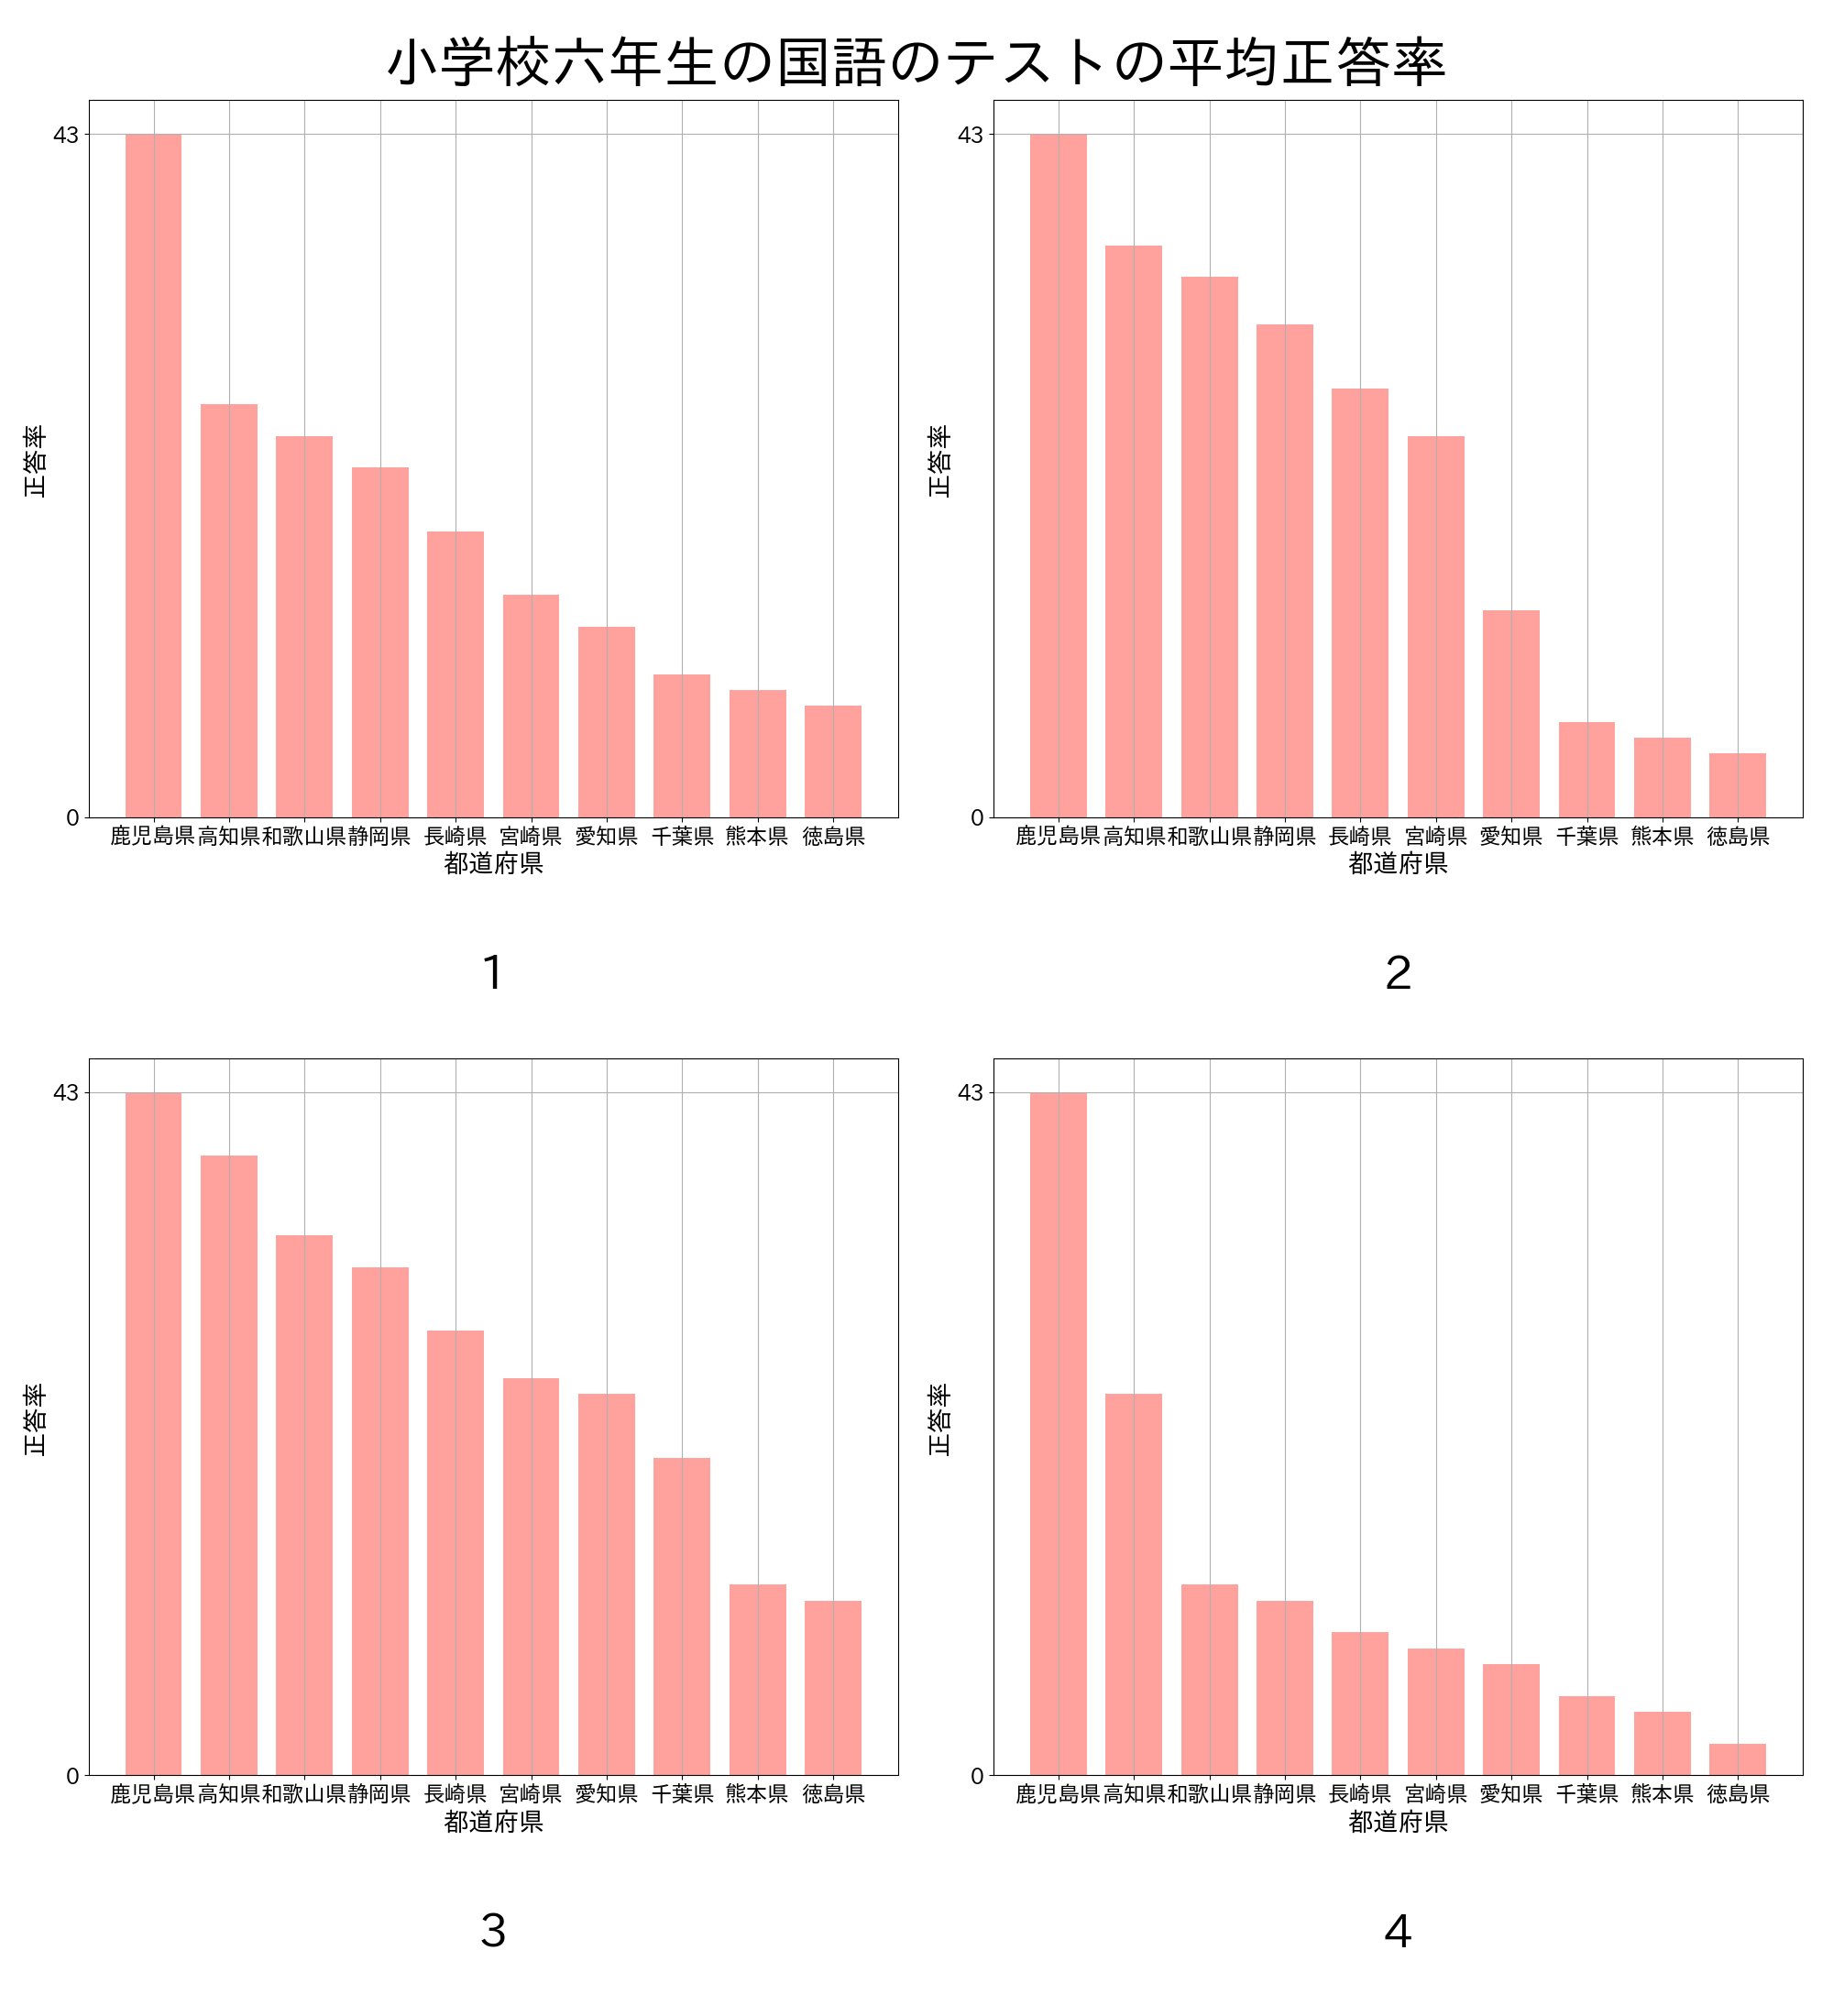 小学校六年生の国語のテストの平均正答率
43
正答率
0
鹿児島県 高知県 和歌山県 静岡県 長崎県 宮崎県 愛知県 千葉県 熊本県 徳島県
都道府県
1
43
正答率
0
鹿児島県 高知県 和歌山県 静岡県 長崎県 宮崎県 愛知県 千葉県 熊本県 徳島県
都道府県
2
43
正答率
0
鹿児島県 高知県 和歌山県 静岡県 長崎県 宮崎県 愛知県 千葉県 熊本県 徳島県
都道府県
3
43
正答率
0
鹿児島県 高知県 和歌山県 静岡県 長崎県 宮崎県 愛知県 千葉県 熊本県 徳島県
都道府県
4